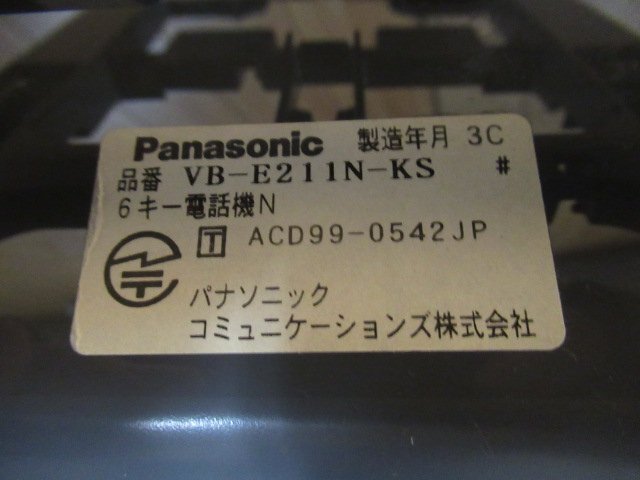 Panasonic 製造年月 3C
品番 VB-E211N-KS #
6キー電話機N
T ACD99-0542JP
パナソニック
コミュニケーションズ株式会社